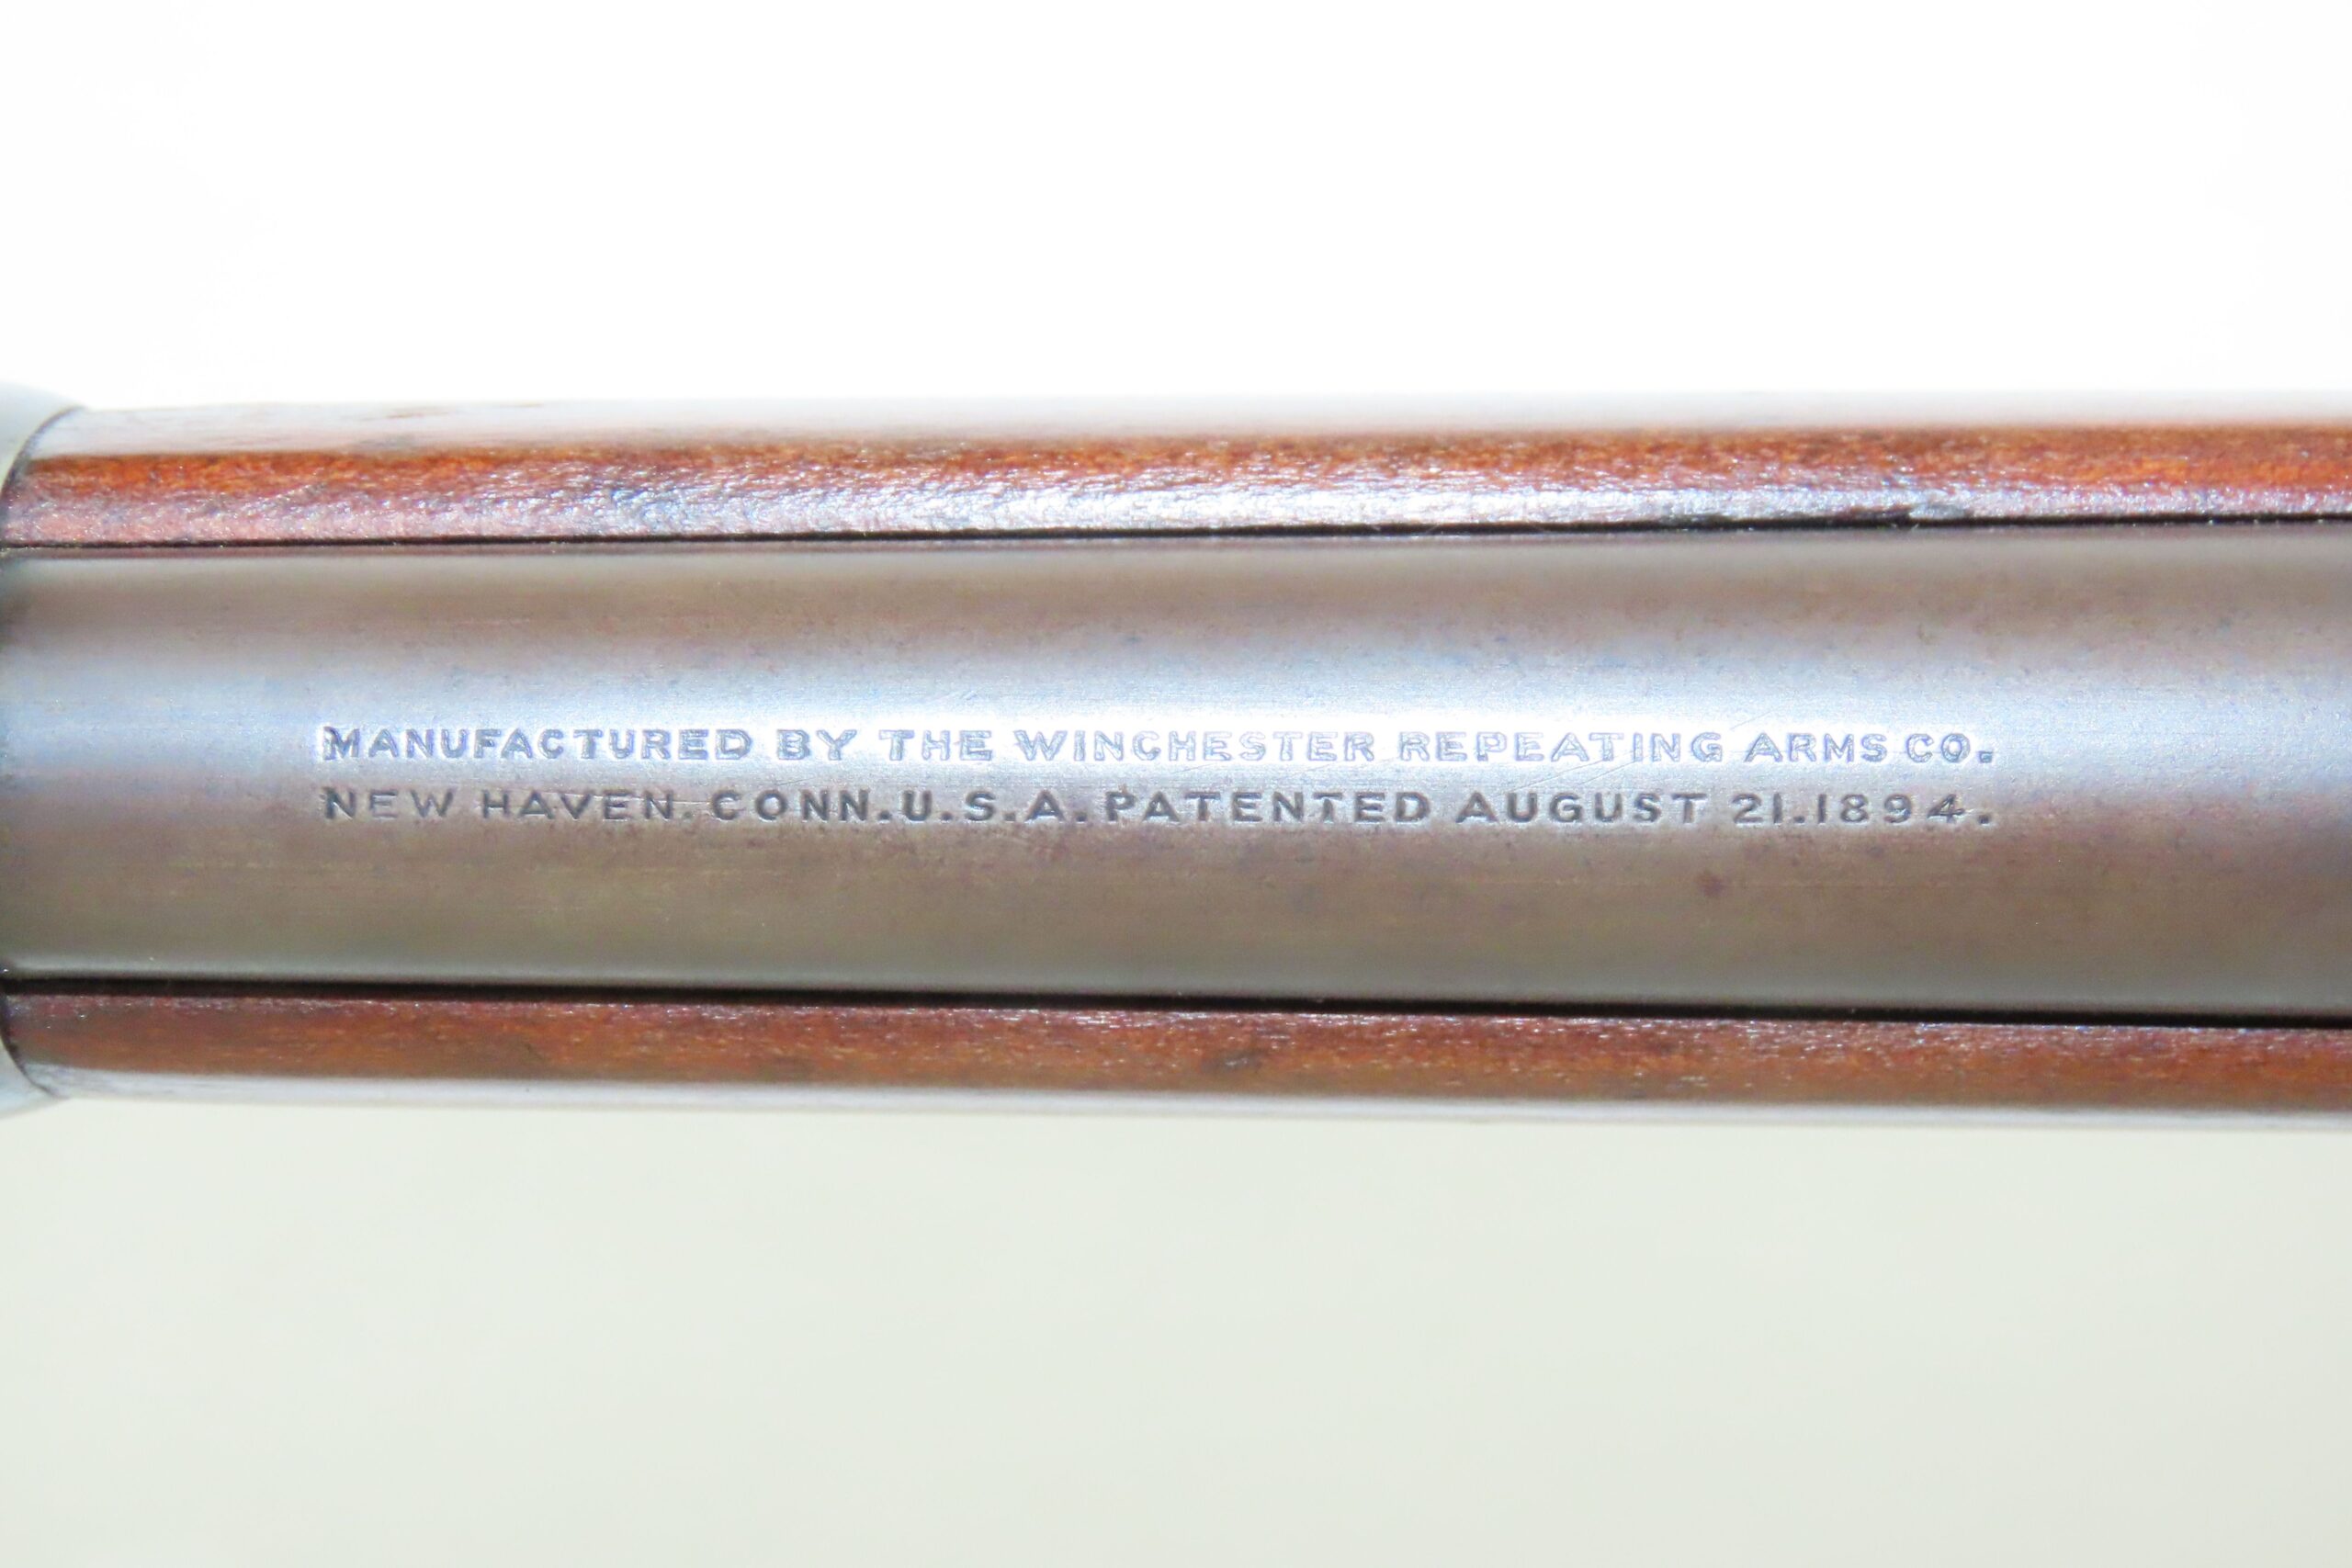 MANUFACTURED BY THE WINCHESTER REPEATING ARMS CO.
NEW HAVEN. CONN. U.S.A. PATENTED AUGUST 21. 1894.